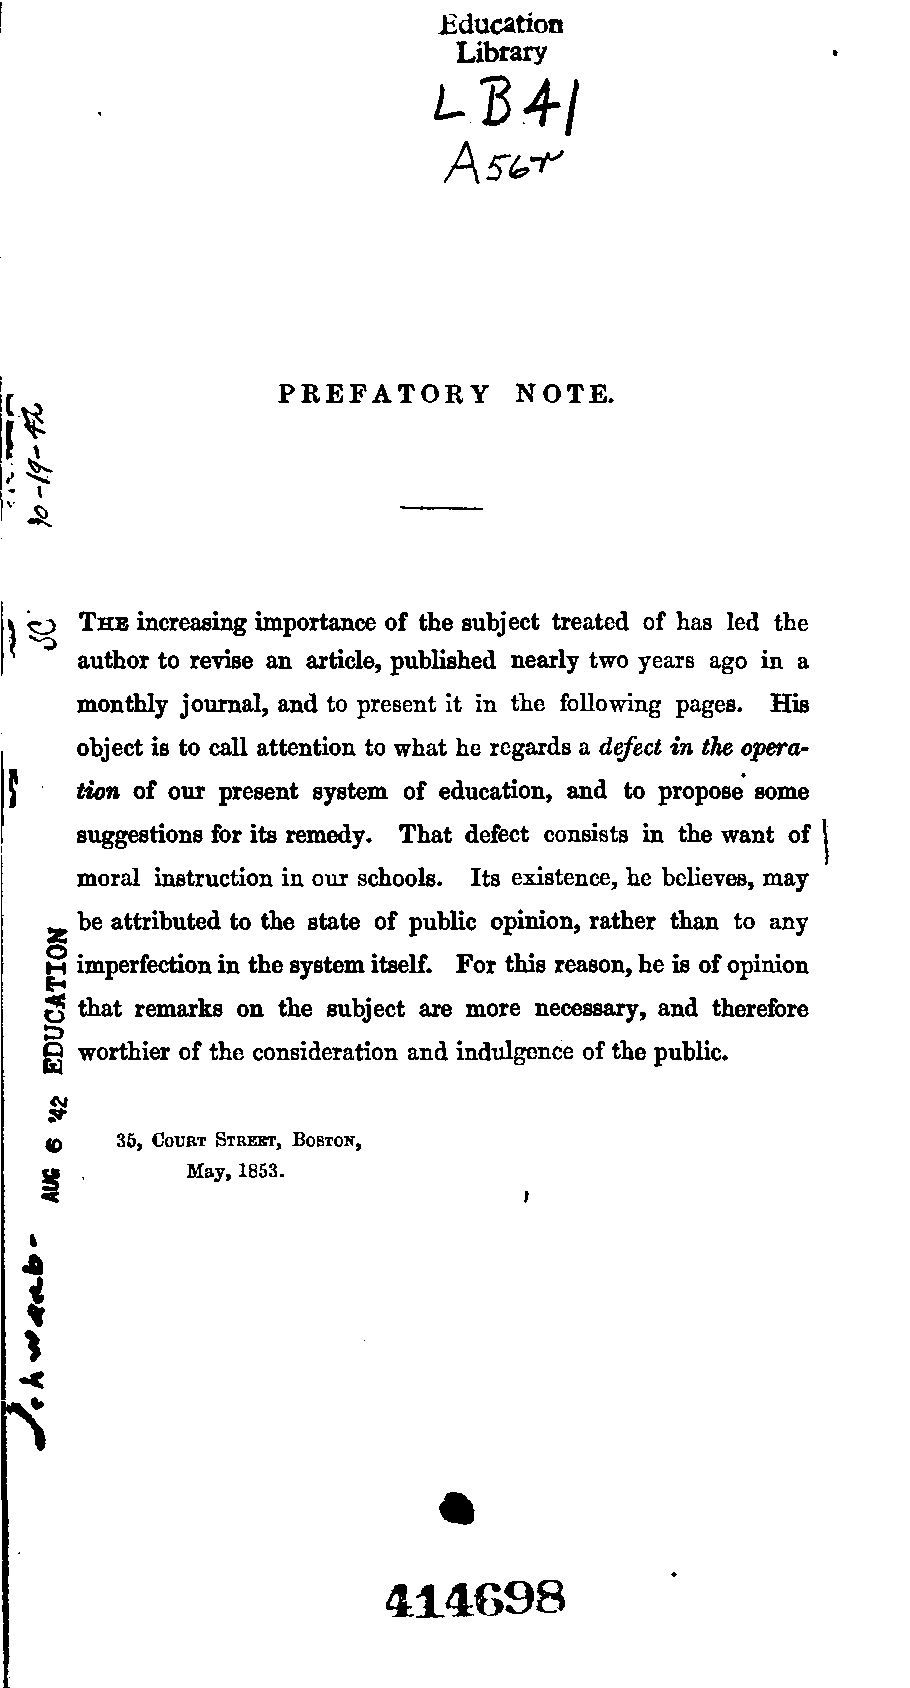 Education
Library
LB41
A56r
PREFATORY NOTE.
THE increasing importance of the subject treated of has led the
author to revise an article, published nearly two years ago in a
monthly journal, and to present it in the following pages. His
object is to call attention to what he regards a defect in the opera-
tion of our present system of education, and to propose some
suggestions for its remedy. That defect consists in the want of
moral instruction in our schools. Its existence, he believes, may
be attributed to the state of public opinion, rather than to any
imperfection in the system itself. For this reason, he is of opinion
that remarks on the subject are more necessary, and therefore
worthier of the consideration and indulgence of the public.
35, COURT STREET, BOSTON,
May, 1853.
414698
AUG 6 '42 EDUCATION
10-19-42